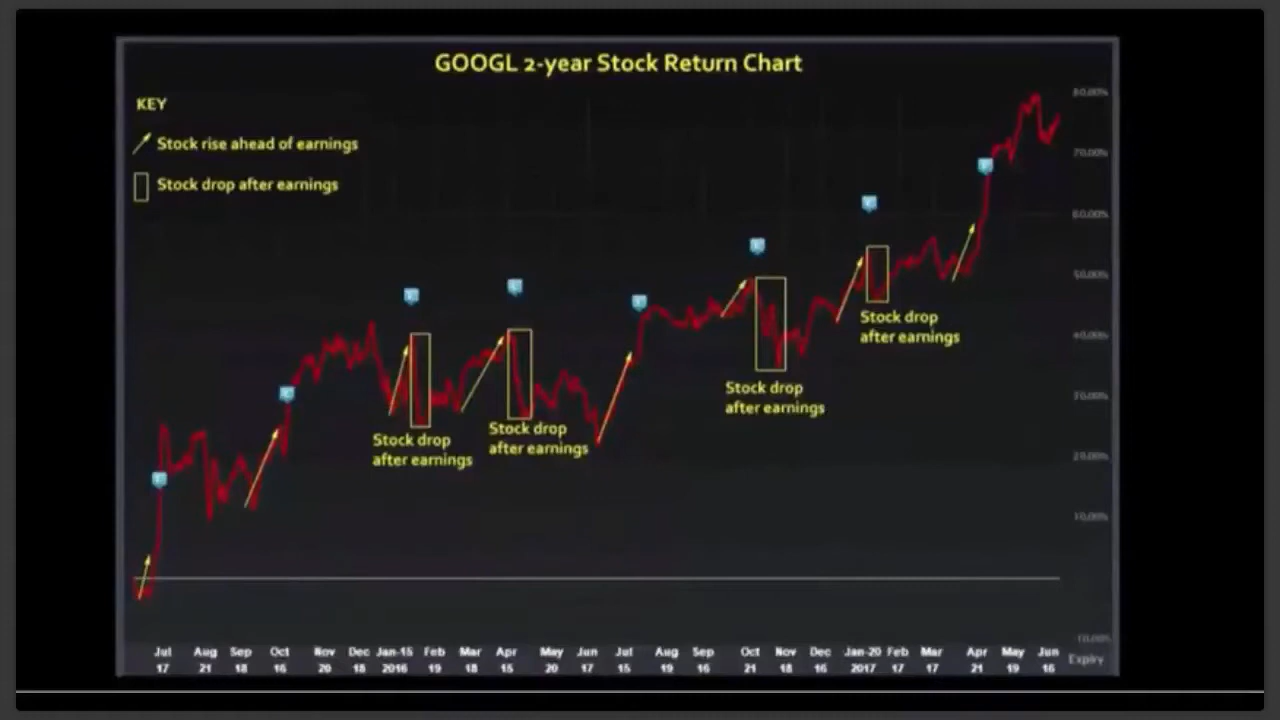 GOOGL 2-year Stock Return Chart
KEY
Stock rise ahead of earnings
Stock drop after earnings
80.00%
70.00%
60.00%
50.00%
40.00%
30.00%
20.00%
10.00%
Stock drop
after earnings
Stock drop
after earnings
Stock drop
after earnings
Stock drop
after earnings
Jul Aug Sep Oct Nov Dec Jan-15 Feb Mar Apr May Jun Jul Aug Sep Oct Nov Dec Jan-20 Feb Mar Apr May Jun
17 21 18 16 20 18 2016 19 18 15 20 17 15 19 16 21 18 16 2017 17 17 21 19 16
-10.00%
Expiry